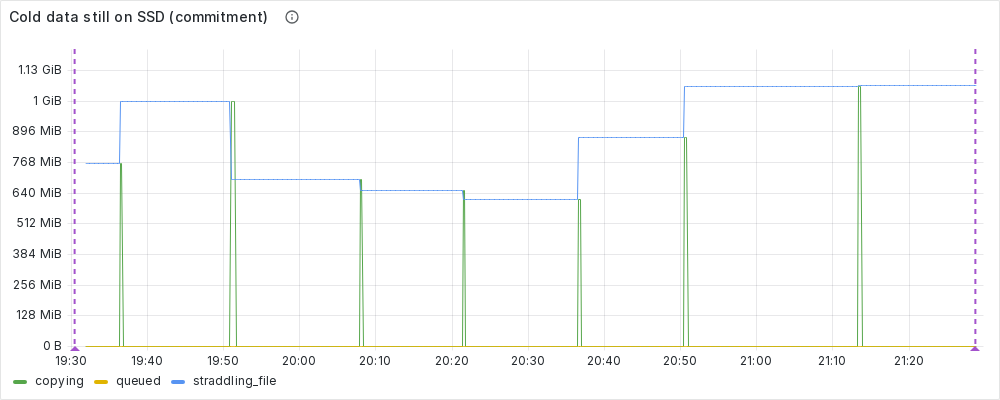 Cold data still on SSD (commitment)
1.13 GiB
1 GiB
896 MiB
768 MiB
640 MiB
512 MiB
384 MiB
256 MiB
128 MiB
0 B
19:30 19:40 19:50 20:00 20:10 20:20 20:30 20:40 20:50 21:00 21:10 21:20
copying queued straddling_file